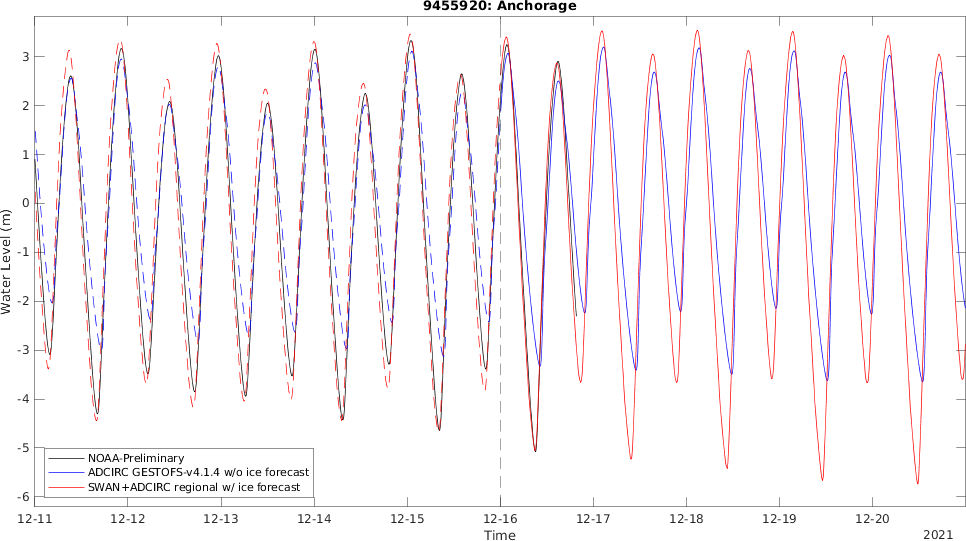 9455920: Anchorage
3
2
1
0
-1
-2
-3
-4
-5
-6
Water Level (m)
NOAA-Preliminary
ADCIRC GESTOFS-v4.1.4 w/o ice forecast
SWAN+ADCIRC regional w/ ice forecast
12-11 12-12 12-13 12-14 12-15 12-16 12-17 12-18 12-19 12-20
Time
2021